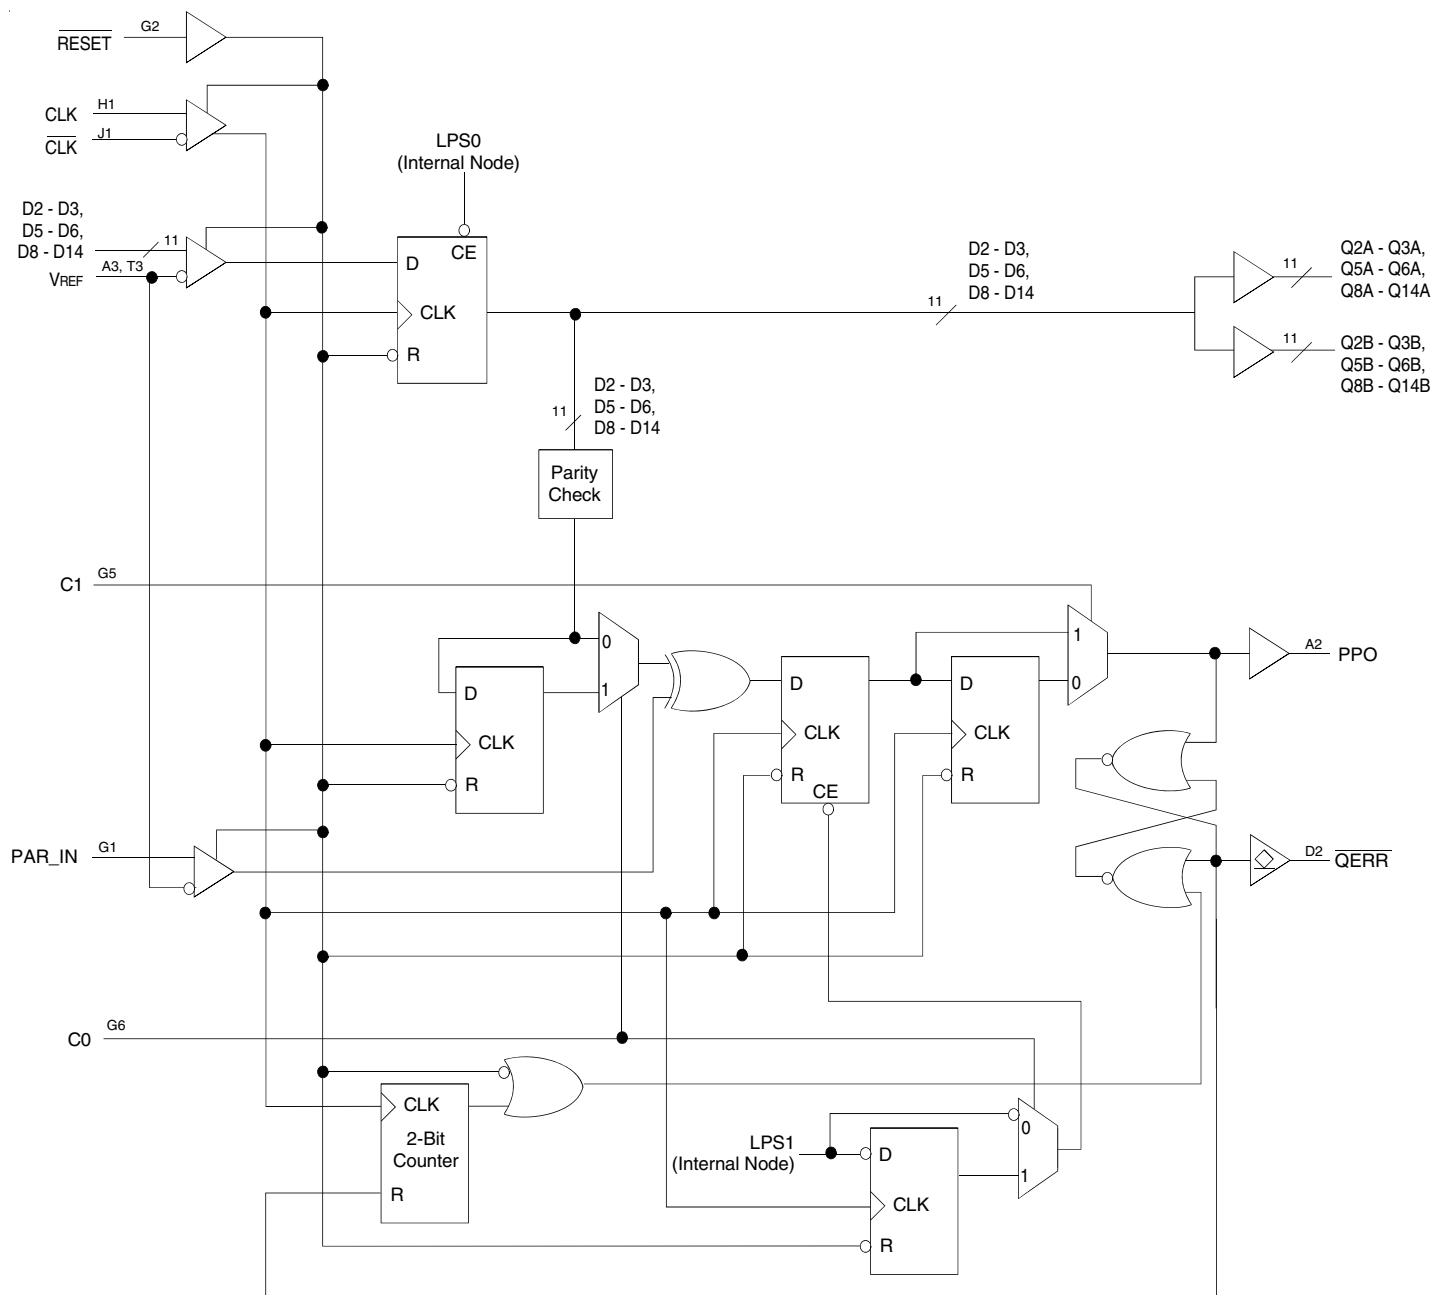 RESET
G2
CLK
H1
CLK
J1
LPS0
(Internal Node)
D2 - D3,
D5 - D6,
D8 - D14
11
VREF
A3, T3
D
CE
CLK
R
D2 - D3,
D5 - D6,
D8 - D14
11
11
Q2A - Q3A,
Q5A - Q6A,
Q8A - Q14A
11
Q2B - Q3B,
Q5B - Q6B,
Q8B - Q14B
11
D2 - D3,
D5 - D6,
D8 - D14
Parity
Check
C1
G5
0
1
D
CLK
R
D
CLK
R
CE
D
CLK
R
1
0
A2
PPO
PAR_IN
G1
D2
QERR
C0
G6
CLK
2-Bit
Counter
R
LPS1
(Internal Node)
D
CLK
R
0
1